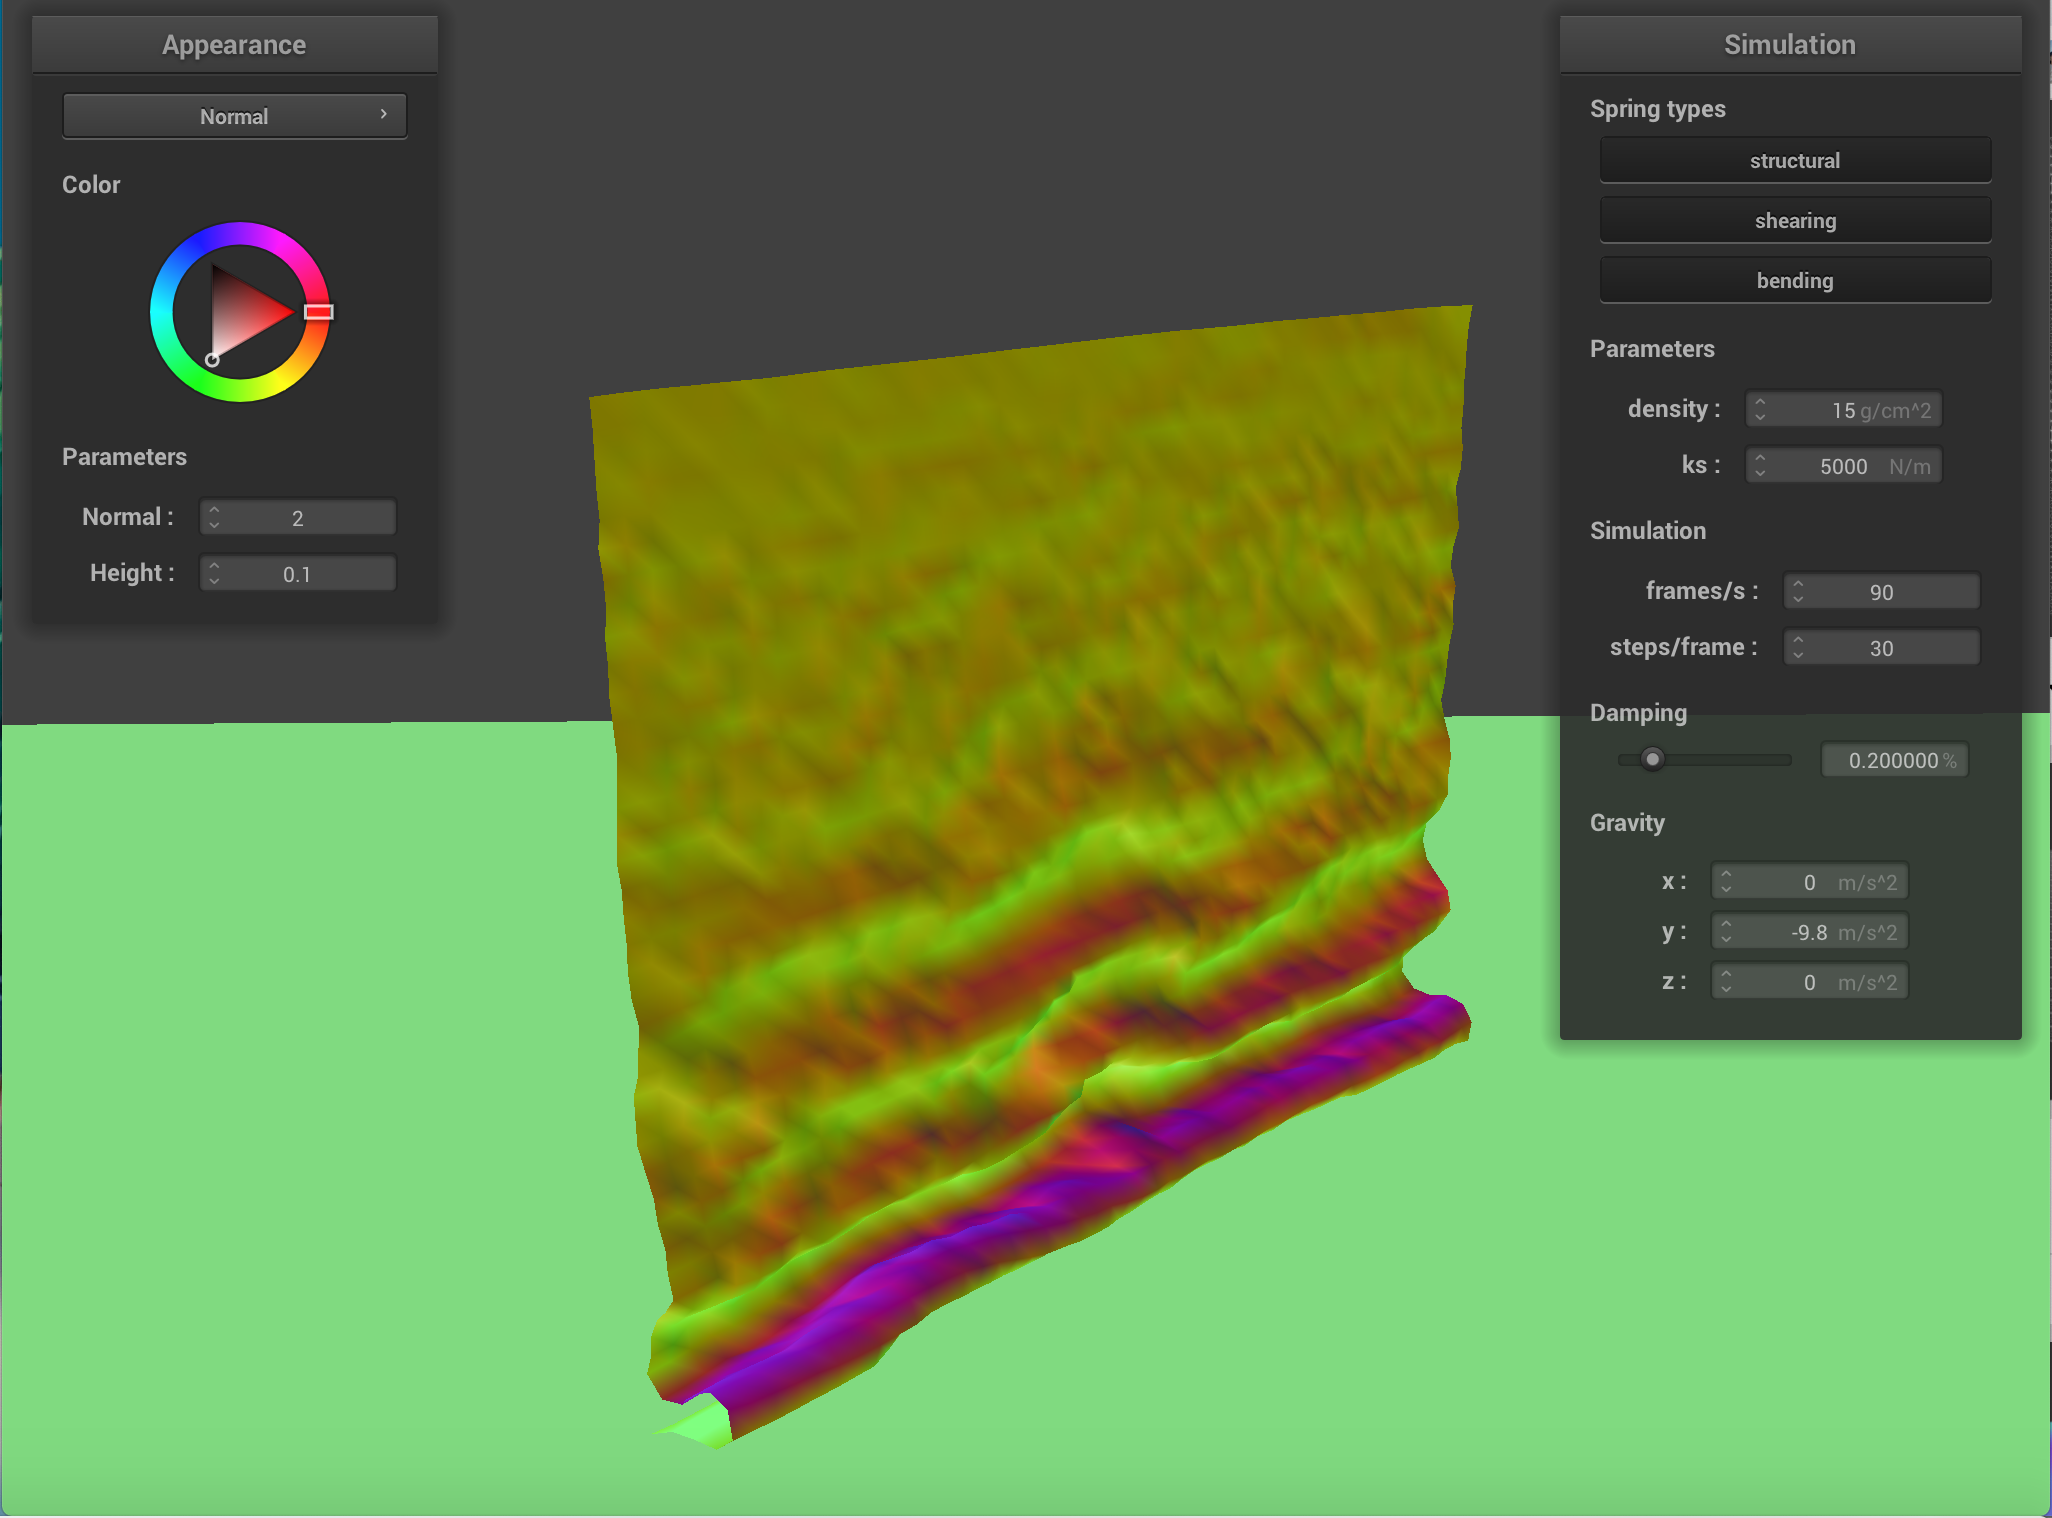 Appearance
Normal
Color
Parameters
Normal :
2
Height :
0.1
Simulation
Spring types
structural
shearing
bending
Parameters
density :
15 g/cm^2
ks :
5000 N/m
Simulation
frames/s :
90
steps/frame :
30
Damping
0.200000 %
Gravity
x :
0 m/s^2
y :
-9.8 m/s^2
z :
0 m/s^2